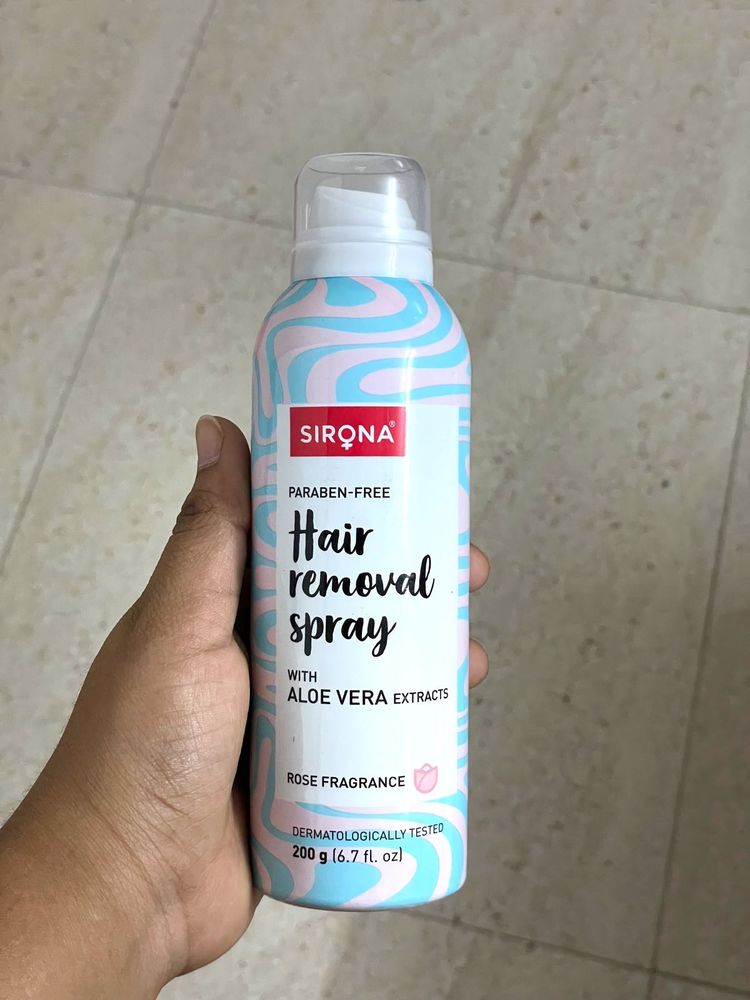 SIRONA®
PARABEN-FREE
Hair
removal
spray
WITH
ALOE VERA EXTRACTS
ROSE FRAGRANCE
DERMATOLOGICALLY TESTED
200 g (6.7 fl. oz)